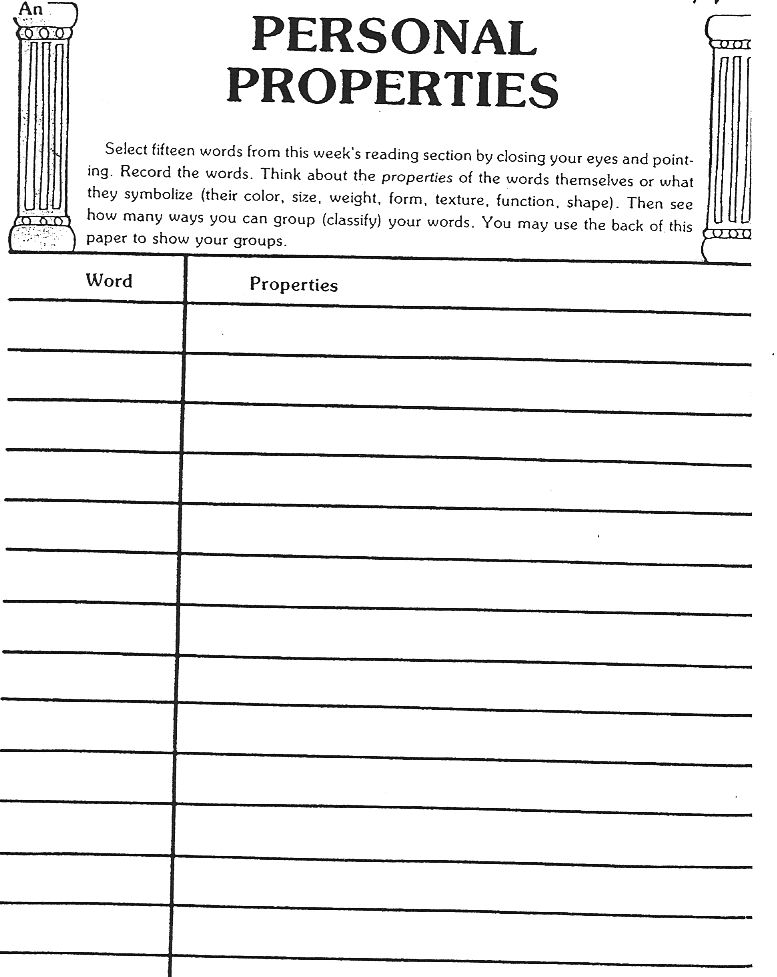 An
PERSONAL
PROPERTIES
Select fifteen words from this week's reading section by closing your eyes and point-
ing. Record the words. Think about the properties of the words themselves or what
they symbolize (their color, size, weight, form, texture, function, shape). Then see
how many ways you can group (classify) your words. You may use the back of this
paper to show your groups.
Word Properties